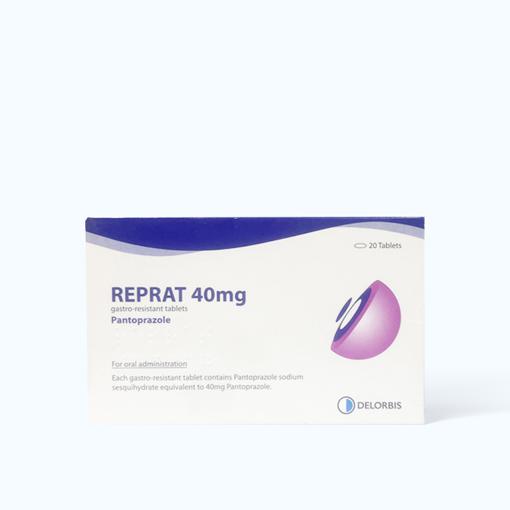 20 Tablets
REPRAT 40mg
gastro-resistant tablets
Pantoprazole
For oral administration
Each gastro-resistant tablet contains Pantoprazole sodium
sesquihydrate equivalent to 40mg Pantoprazole.
DELORBIS